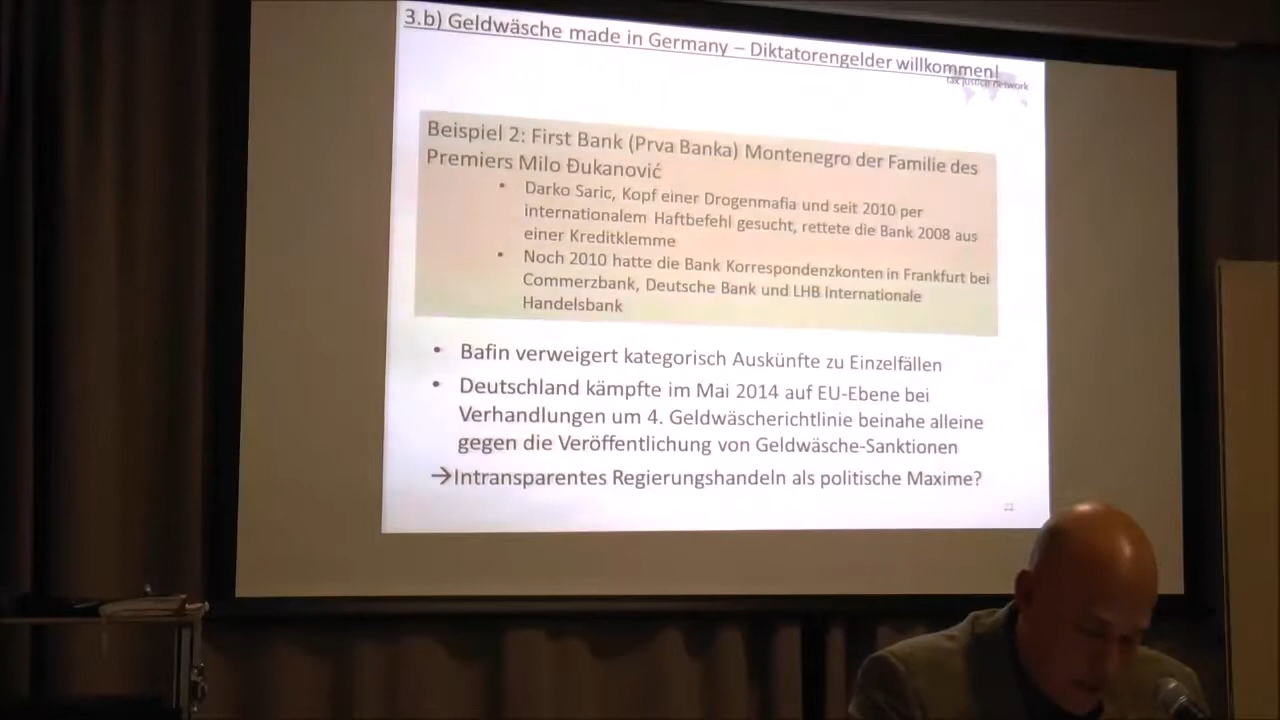 3.b) Geldwäsche made in Germany – Diktatorengelder willkommen!
tax justice network
Beispiel 2: First Bank (Prva Banka) Montenegro der Familie des
Premiers Milo Đukanović
• Darko Saric, Kopf einer Drogenmafia und seit 2010 per
internationalem Haftbefehl gesucht, rettete die Bank 2008 aus
einer Kreditklemme
• Noch 2010 hatte die Bank Korrespondenzkonten in Frankfurt bei
Commerzbank, Deutsche Bank und LHB Internationale
Handelsbank
• Bafin verweigert kategorisch Auskünfte zu Einzelfällen
• Deutschland kämpfte im Mai 2014 auf EU-Ebene bei
Verhandlungen um 4. Geldwäscherichtlinie beinahe alleine
gegen die Veröffentlichung von Geldwäsche-Sanktionen
→Intransparentes Regierungshandeln als politische Maxime?